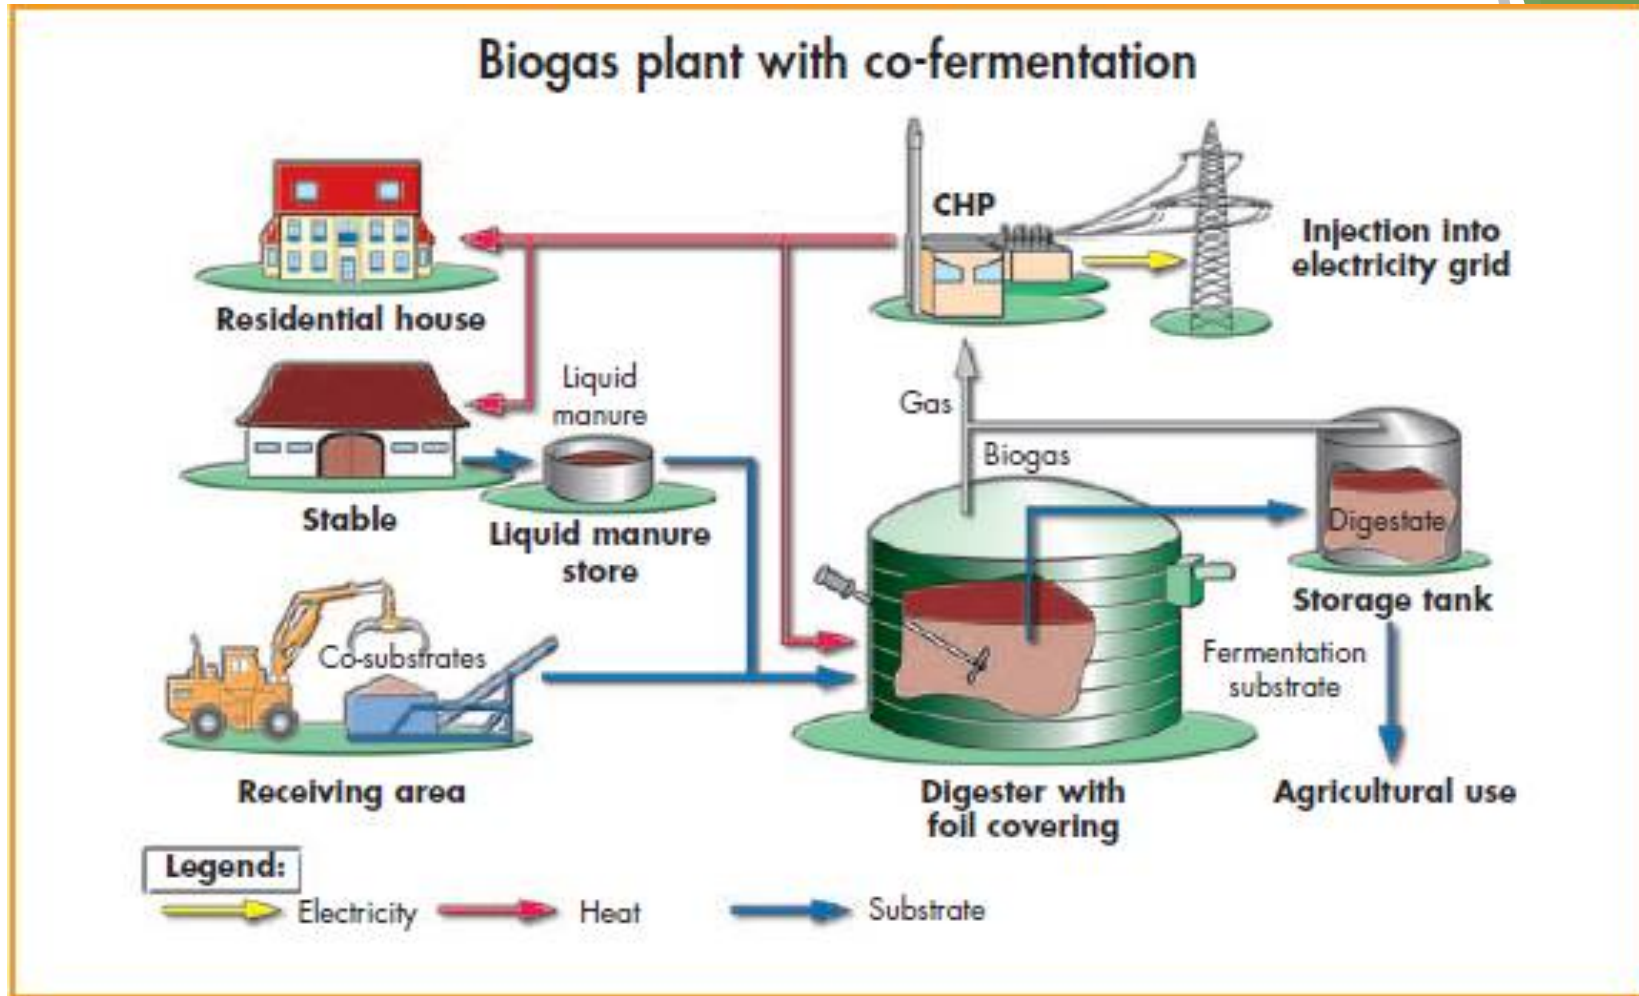 Biogas plant with co-fermentation
CHP
Injection into
electricity grid
Residential house
Liquid
manure
Gas
Biogas
Stable
Liquid manure
store
Digestate
Storage tank
Co-substrates
Fermentation
substrate
Receiving area
Digester with
foil covering
Agricultural use
Legend:
Electricity
Heat
Substrate